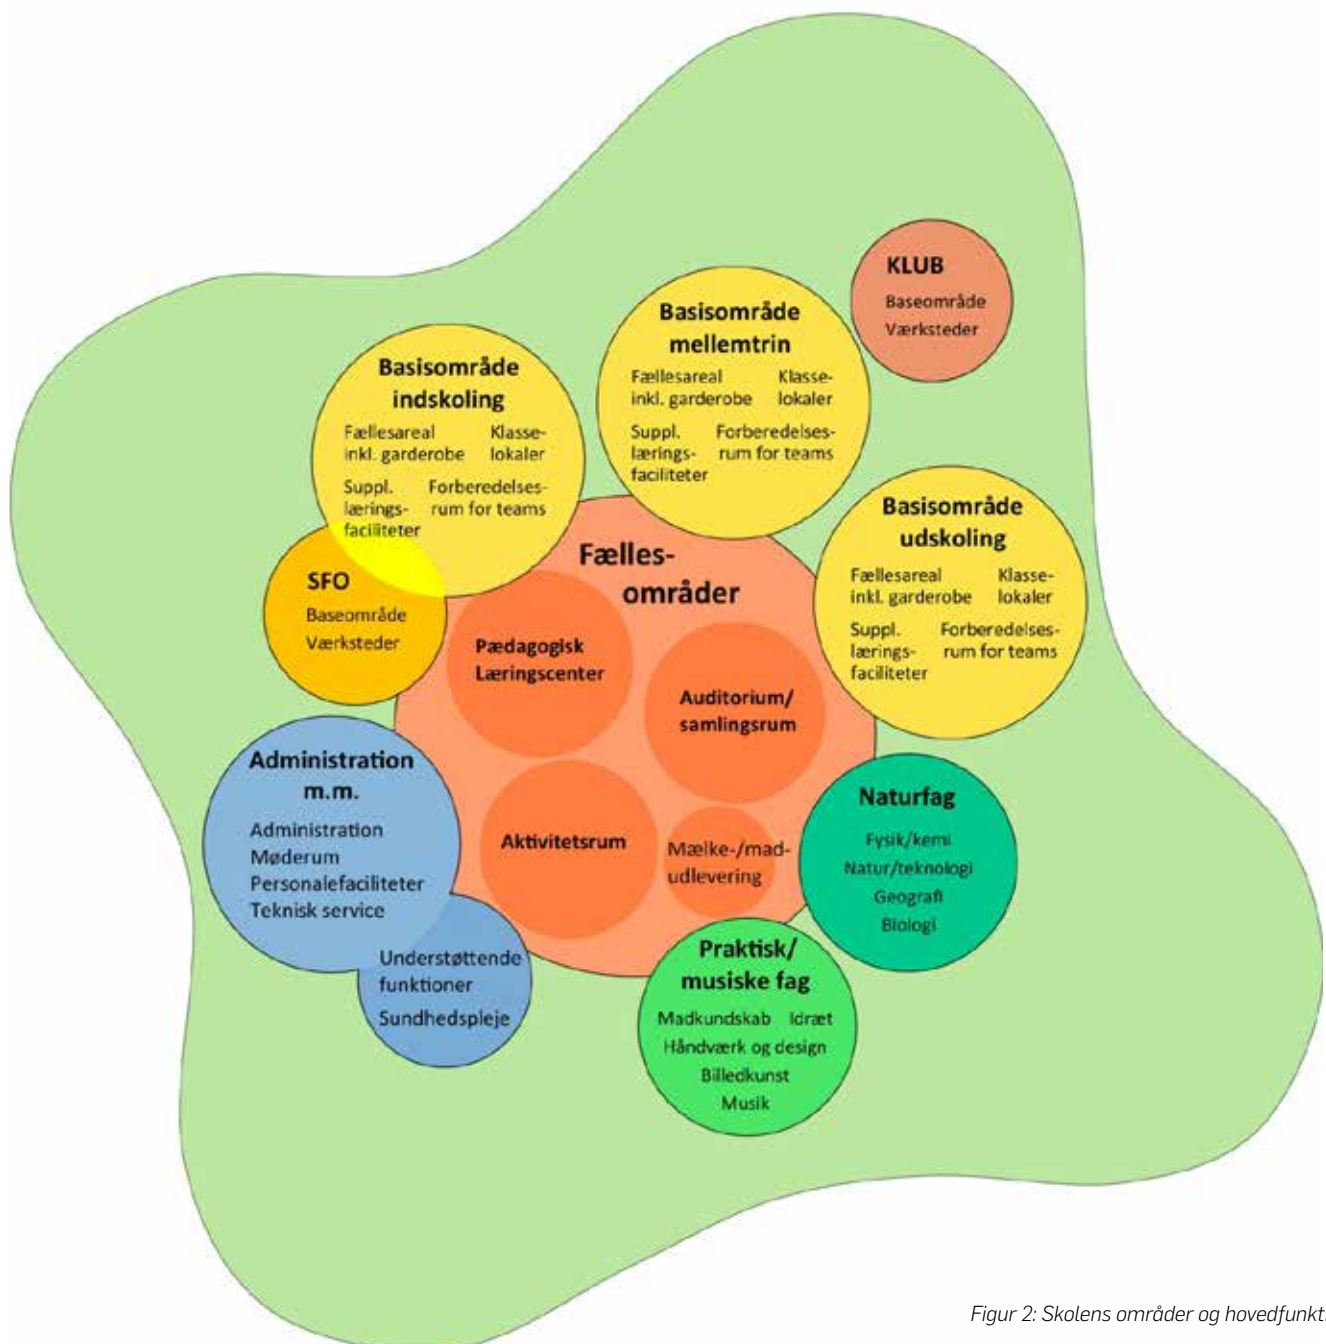 KLUB
Baseområde
Værksteder
Basisområde
mellemtrin
Fællesareal Klasse-
inkl. garderobe lokaler
Suppl. Forberedelses-
lærings- rum for teams
faciliteter
Basisområde
indskoling
Fællesareal Klasse-
inkl. garderobe lokaler
Suppl. Forberedelses-
lærings- rum for teams
faciliteter
Basisområde
udskoling
Fællesareal Klasse-
inkl. garderobe lokaler
Suppl. Forberedelses-
lærings- rum for teams
faciliteter
SFO
Baseområde
Værksteder
Fælles-
områder
Pædagogisk
Læringscenter
Auditorium/
samlingsrum
Aktivitetsrum
Mælke-/mad-
udlevering
Administration
m.m.
Administration
Møderum
Personalefaciliteter
Teknisk service
Understøttende
funktioner
Sundhedspleje
Naturfag
Fysik/kemi
Natur/teknologi
Geografi
Biologi
Praktisk/
musiske fag
Madkundskab Idræt
Håndværk og design
Billedkunst
Musik
Figur 2: Skolens områder og hovedfunkt